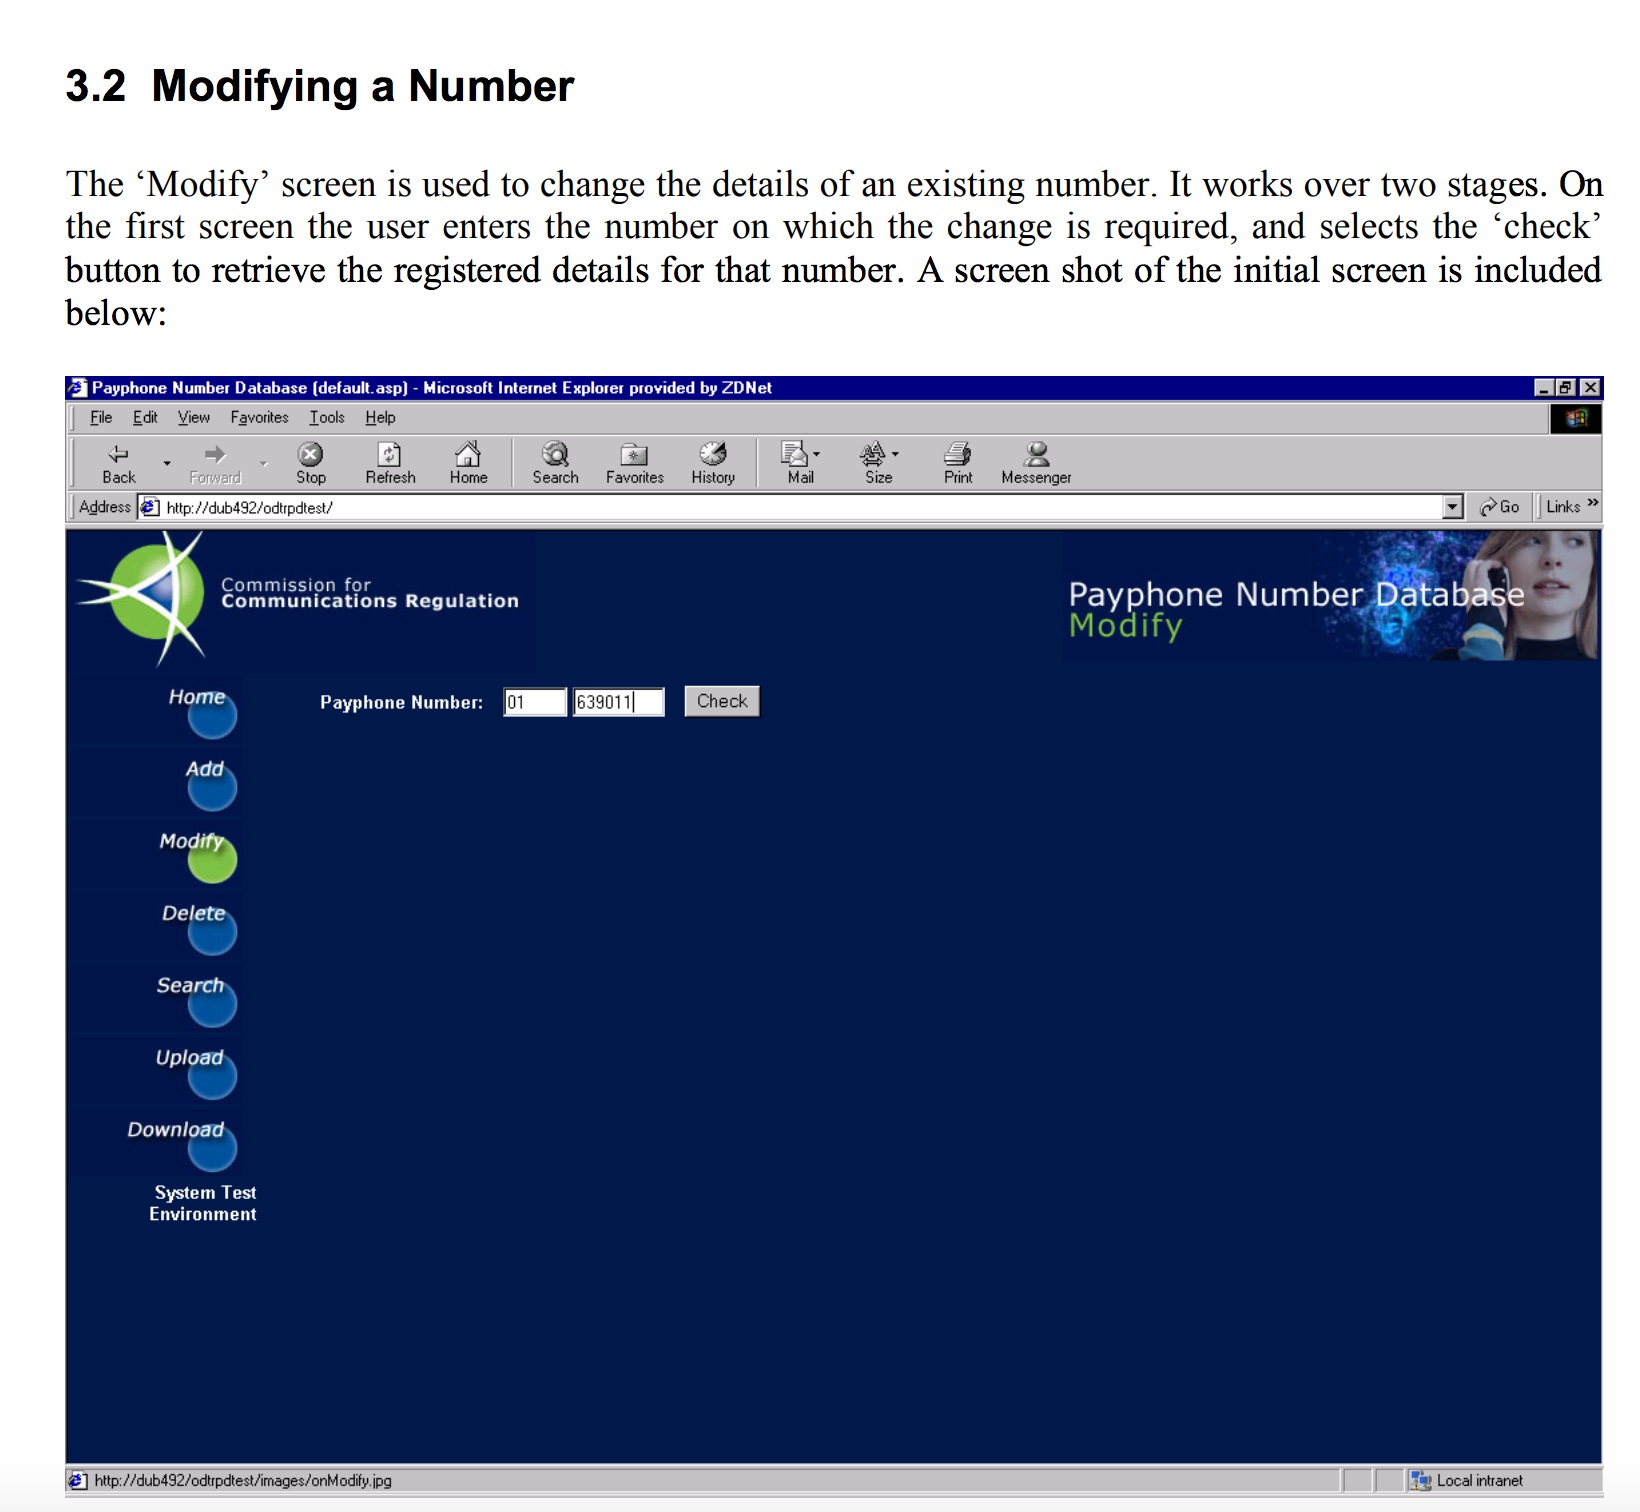 3.2 Modifying a Number
The ‘Modify’ screen is used to change the details of an existing number. It works over two stages. On
the first screen the user enters the number on which the change is required, and selects the ‘check’
button to retrieve the registered details for that number. A screen shot of the initial screen is included
below:
Payphone Number Database (default.asp) - Microsoft Internet Explorer provided by ZDNet
File Edit View Favorites Tools Help
Back Forward Stop Refresh Home Search Favorites History Mail Size Print Messenger
Address http://dub492/odtrpdtest/ Go Links »
Commission for
Communications Regulation
Payphone Number Database
Modify
Home
Payphone Number: 01 639011 Check
Add
Modify
Delete
Search
Upload
Download
System Test
Environment
http://dub492/odtrpdtest/images/onModify.jpg Local intranet